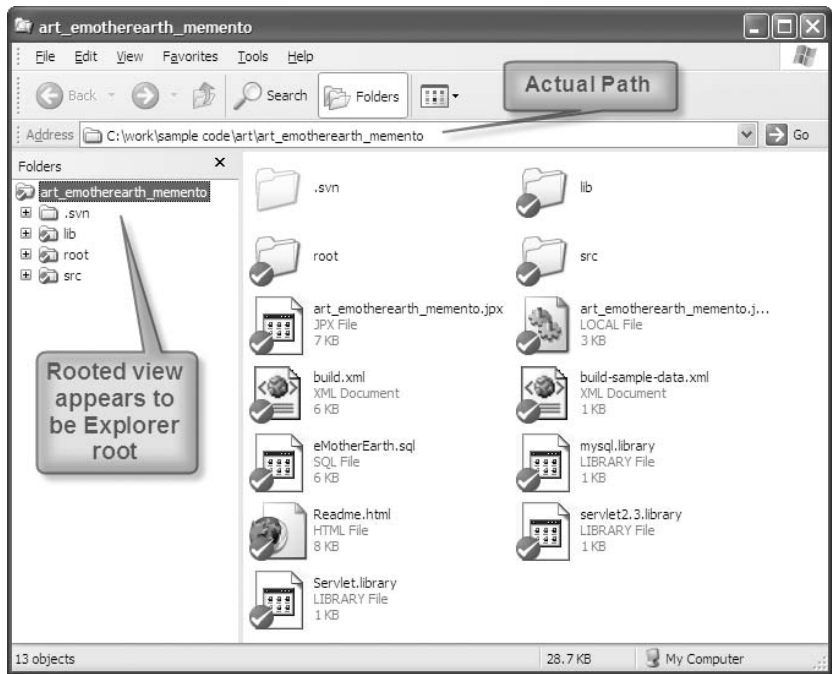 art_emotherearth_memento
File Edit View Favorites Tools Help
Back Search Folders
Actual Path
Address C:\work\sample code\art\art_emotherearth_memento Go
Folders x
art_emotherearth_memento
.svn
lib
root
src
Rooted view
appears to
be Explorer
root
.svn
lib
root
src
art_emotherearth_memento.jpx
JPX File
7 KB
art_emotherearth_memento.j...
LOCAL File
3 KB
build.xml
XML Document
6 KB
build-sample-data.xml
XML Document
1 KB
eMotherEarth.sql
SQL File
6 KB
mysql.library
LIBRARY File
1 KB
Readme.html
HTML File
8 KB
servlet2.3.library
LIBRARY File
1 KB
Servlet.library
LIBRARY File
1 KB
13 objects 28.7 KB My Computer